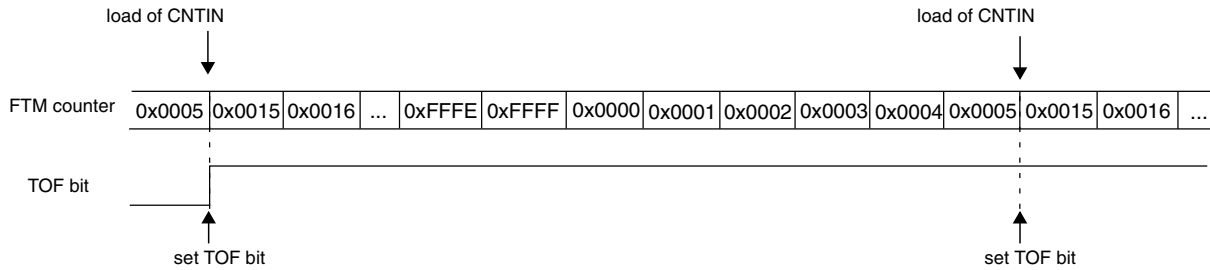 load of CNTIN load of CNTIN
FTM counter 0x0005 0x0015 0x0016 ... 0xFFFE 0xFFFF 0x0000 0x0001 0x0002 0x0003 0x0004 0x0005 0x0015 0x0016 ...
TOF bit
set TOF bit set TOF bit